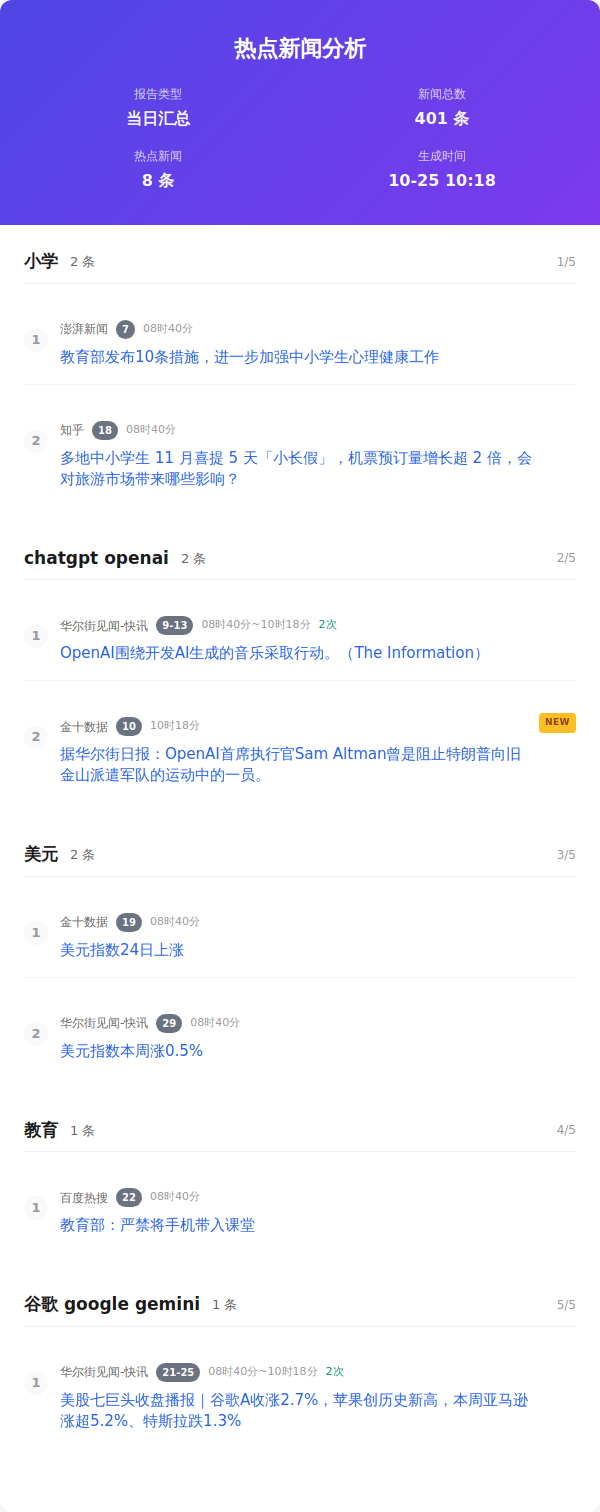 热点新闻分析
报告类型
新闻总数
当日汇总
401 条
热点新闻
生成时间
8 条
10-25 10:18
小学 2 条 1/5
1 澎湃新闻 7 08时40分
教育部发布10条措施，进一步加强中小学生心理健康工作
2 知乎 18 08时40分
多地中小学生 11 月喜提 5 天「小长假」，机票预订量增长超 2 倍，会
对旅游市场带来哪些影响？
chatgpt openai 2 条 2/5
1 华尔街见闻-快讯 9-13 08时40分~10时18分 2次
OpenAI围绕开发AI生成的音乐采取行动。（The Information）
2 金十数据 10 10时18分 NEW
据华尔街日报：OpenAI首席执行官Sam Altman曾是阻止特朗普向旧
金山派遣军队的运动中的一员。
美元 2 条 3/5
1 金十数据 19 08时40分
美元指数24日上涨
2 华尔街见闻-快讯 29 08时40分
美元指数本周涨0.5%
教育 1 条 4/5
1 百度热搜 22 08时40分
教育部：严禁将手机带入课堂
谷歌 google gemini 1 条 5/5
1 华尔街见闻-快讯 21-25 08时40分~10时18分 2次
美股七巨头收盘播报｜谷歌A收涨2.7%，苹果创历史新高，本周亚马逊
涨超5.2%、特斯拉跌1.3%